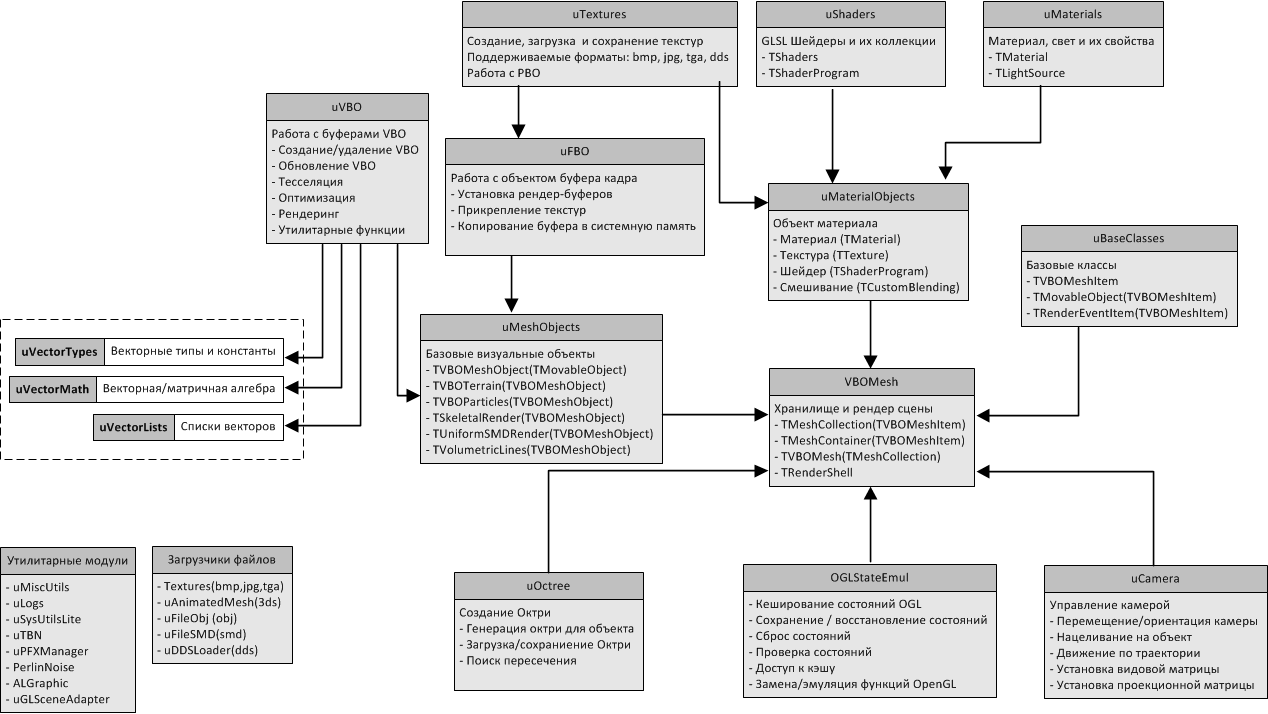 uTextures
Создание, загрузка и сохранение текстур
Поддерживаемые форматы: bmp, jpg, tga, dds
Работа с PBO
uShaders
GLSL Шейдеры и их коллекции
- TShaders
- TShaderProgram
uMaterials
Материал, свет и их свойства
- TMaterial
- TLightSource
uVBO
Работа с буферами VBO
- Создание/удаление VBO
- Обновление VBO
- Тесселяция
- Оптимизация
- Рендеринг
- Утилитарные функции
uFBO
Работа с объектом буфера кадра
- Установка рендер-буферов
- Прикрепление текстур
- Копирование буфера в системную память
uMaterialObjects
Объект материала
- Материал (TMaterial)
- Текстура (TTexture)
- Шейдер (TShaderProgram)
- Смешивание (TCustomBlending)
uBaseClasses
Базовые классы
- TVBOMeshItem
- TMovableObject(TVBOMeshItem)
- TRenderEventItem(TVBOMeshItem)
uVectorTypes Векторные типы и константы
uVectorMath Векторная/матричная алгебра
uVectorLists Списки векторов
uMeshObjects
Базовые визуальные объекты
- TVBOMeshObject(TMovableObject)
- TVBOTerrain(TVBOMeshObject)
- TVBOParticles(TVBOMeshObject)
- TSkeletalRender(TVBOMeshObject)
- TUniformSMDRender(TVBOMeshObject)
- TVolumetricLines(TVBOMeshObject)
VBOMesh
Хранилище и рендер сцены
- TMeshCollection(TVBOMeshItem)
- TMeshContainer(TVBOMeshItem)
- TVBOMesh(TMeshCollection)
- TRenderShell
Утилитарные модули
- uMiscUtils
- uLogs
- uSysUtilsLite
- uTBN
- uPFXManager
- PerlinNoise
- ALGraphic
- uGLSceneAdapter
Загрузчики файлов
- Textures(bmp,jpg,tga)
- uAnimatedMesh(3ds)
- uFileObj (obj)
- uFileSMD(smd)
- uDDSLoader(dds)
uOctree
Создание Октри
- Генерация октри для объекта
- Загрузка/сохраниение Октри
- Поиск пересечения
OGLStateEmul
- Кеширование состояний OGL
- Сохранение / восстановление состояний
- Сброс состояний
- Проверка состояний
- Доступ к кэшу
- Замена/эмуляция функций OpenGL
uCamera
Управление камерой
- Перемещение/ориентация камеры
- Нацеливание на объект
- Движение по траектории
- Установка видовой матрицы
- Установка проекционной матрицы